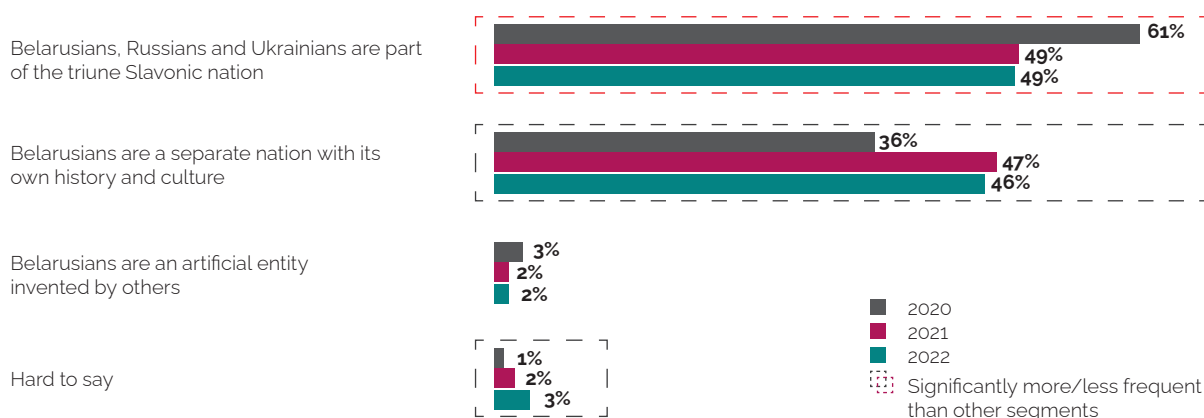 Belarusians, Russians and Ukrainians are part
of the triune Slavonic nation
61%
49%
49%
Belarusians are a separate nation with its
own history and culture
36%
47%
46%
Belarusians are an artificial entity
invented by others
3%
2%
2%
Hard to say
1%
2%
3%
2020
2021
2022
Significantly more/less frequent
than other segments